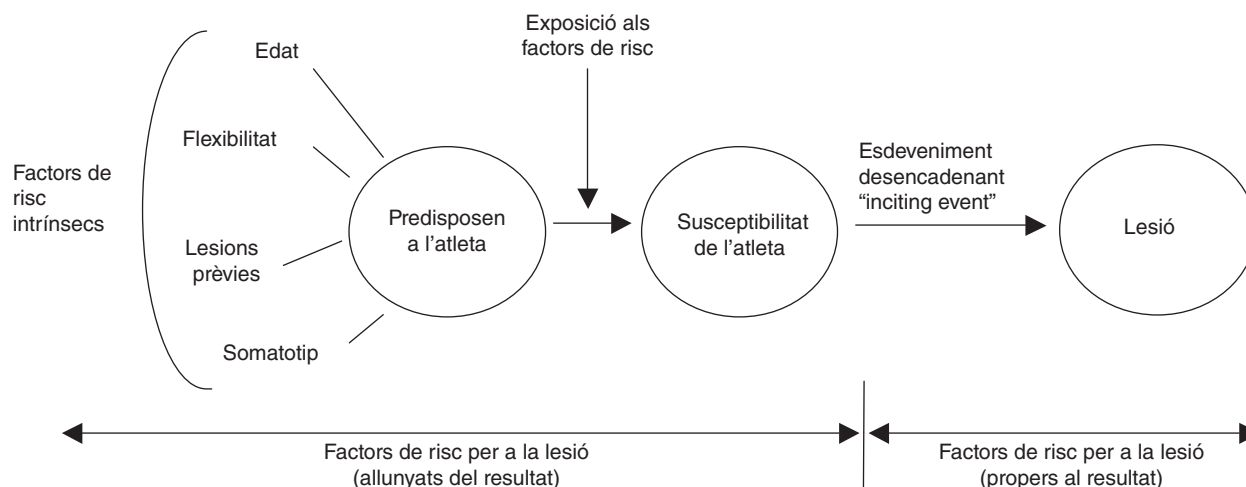 Factors de
risc
intrínsecs
Edat
Flexibilitat
Lesions
prèvies
Somatotip
Predisposen
a l’atleta
Exposició als
factors de risc
Susceptibilitat
de l’atleta
Esdeveniment
desencadenant
“inciting event”
Lesió
Factors de risc per a la lesió
(allunyats del resultat)
Factors de risc per a la lesió
(propers al resultat)